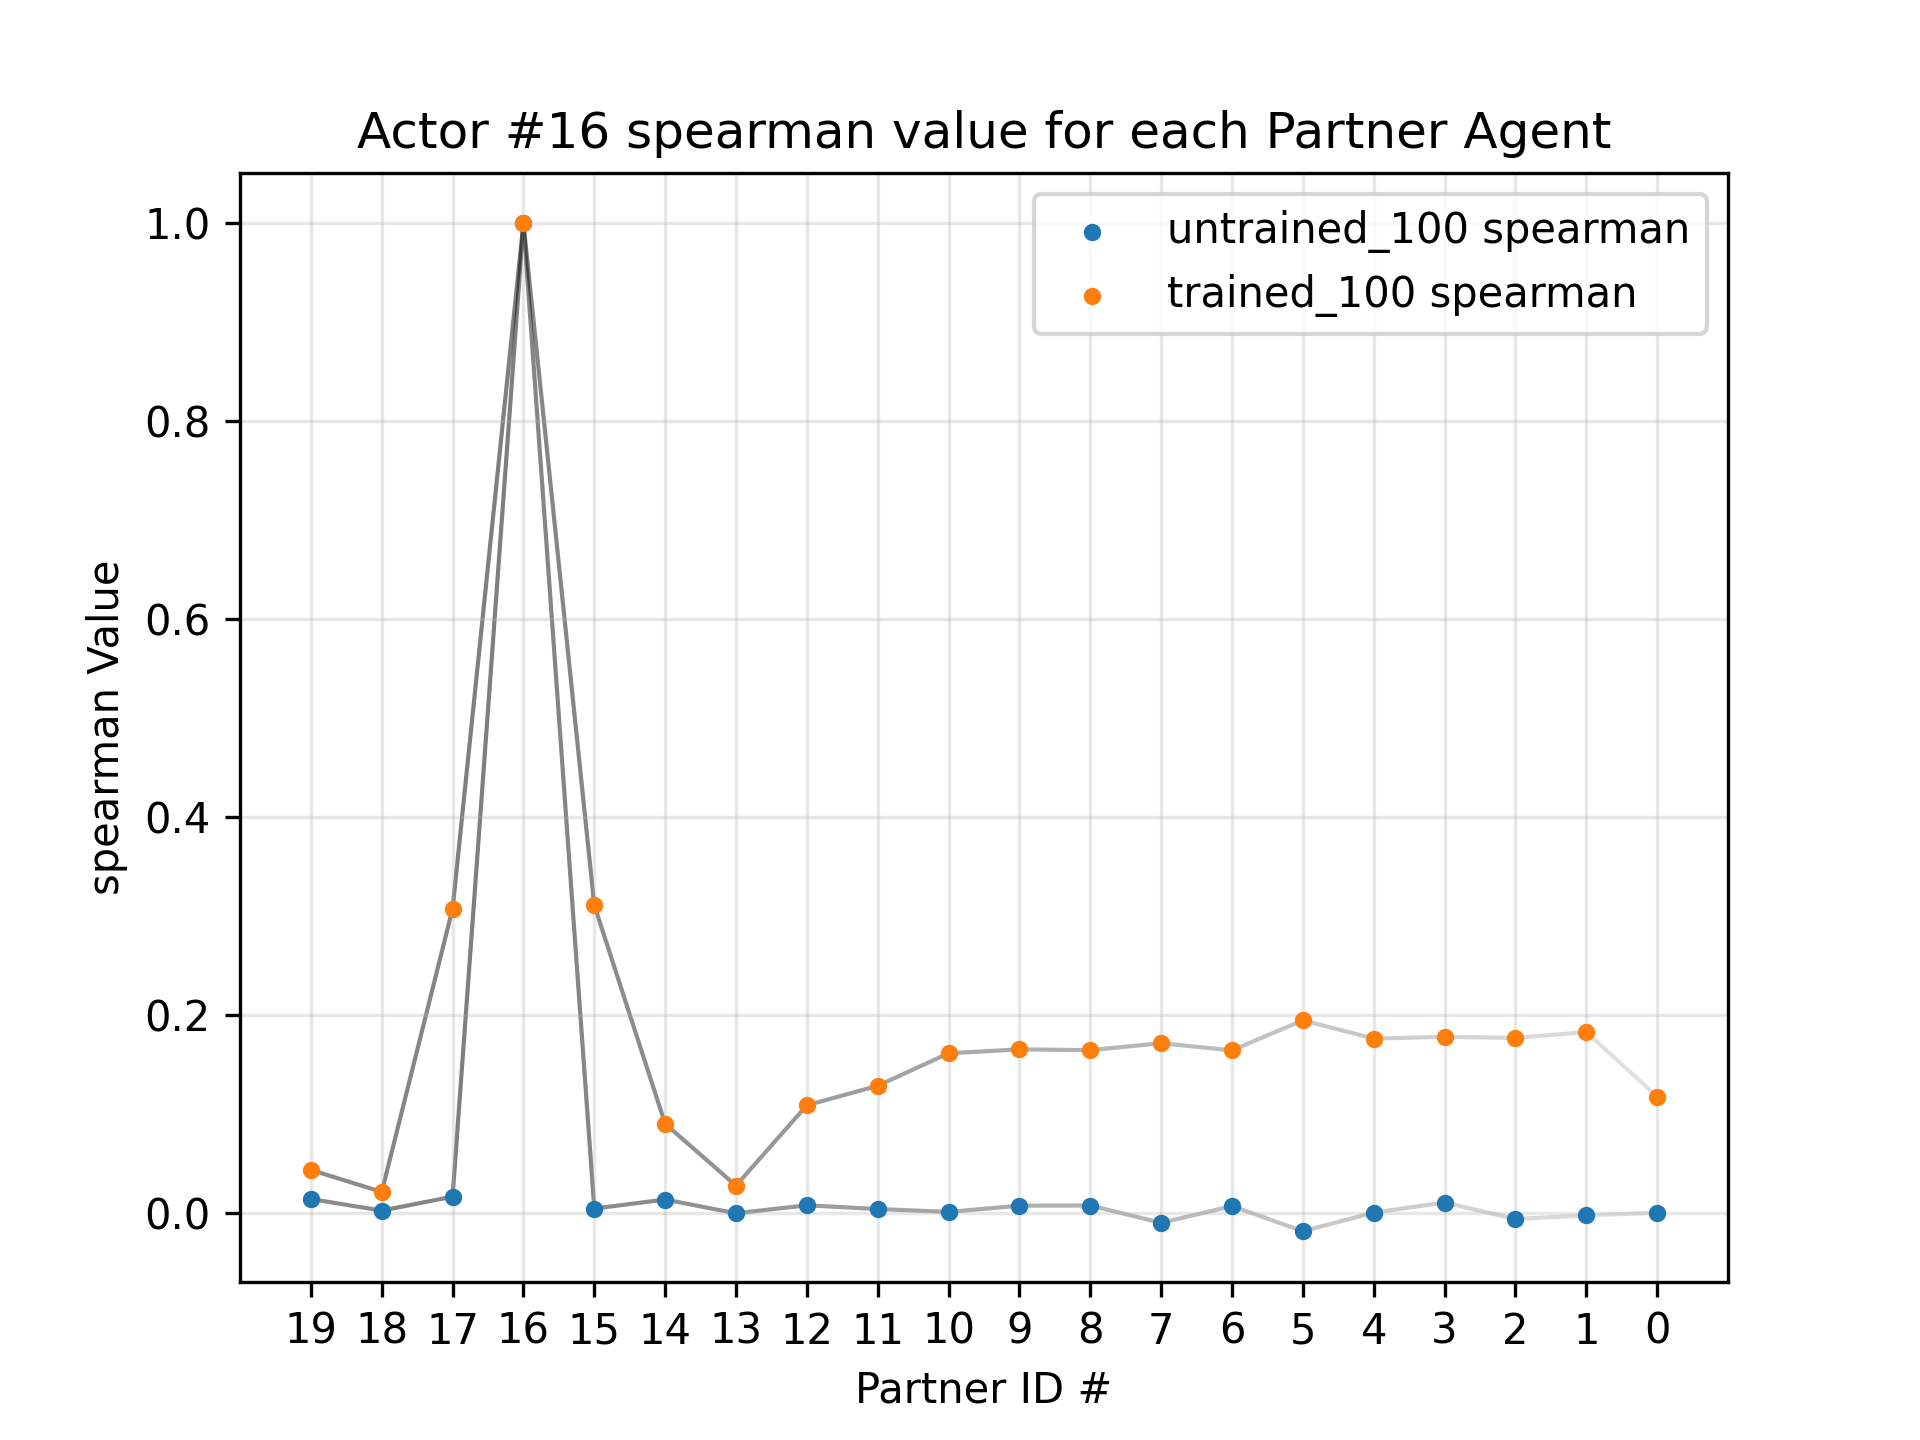 Actor #16 spearman value for each Partner Agent
untrained_100 spearman
trained_100 spearman
1.0
0.8
0.6
0.4
0.2
0.0
spearman Value
19 18 17 16 15 14 13 12 11 10 9 8 7 6 5 4 3 2 1 0
Partner ID #